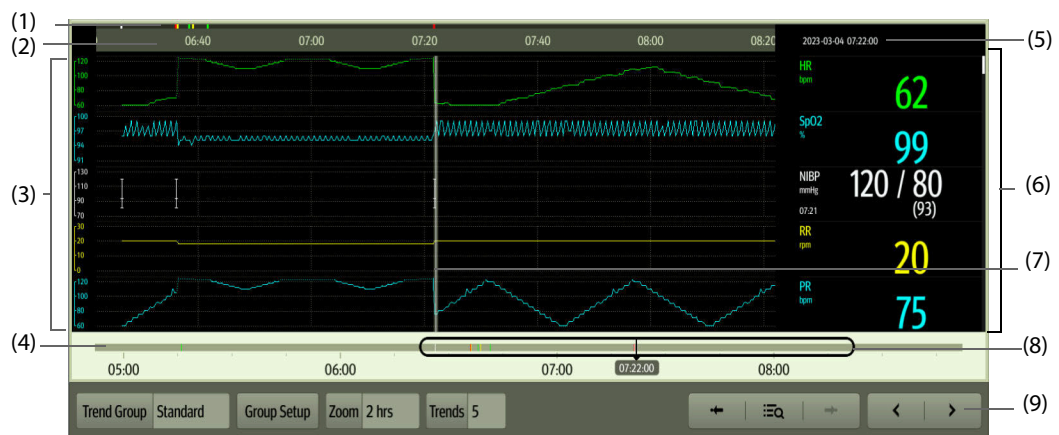 (1)
(2) 06:40 07:00 07:20 07:40 08:00 08:20 2023-03-04 07:22:00 (5)
120
100
80
60
HR
bpm
62
100
97
94
91
SpO2
%
99
(3)
130
110
90
70
NIBP
mmHg
120 / 80
07:21 (93)
(6)
30
20
10
0
RR
rpm
20
(7)
120
100
80
60
PR
bpm
75
(4)
(8)
05:00 06:00 07:00 07:22:00 08:00
Trend Group Standard Group Setup Zoom 2 hrs Trends 5
(9)